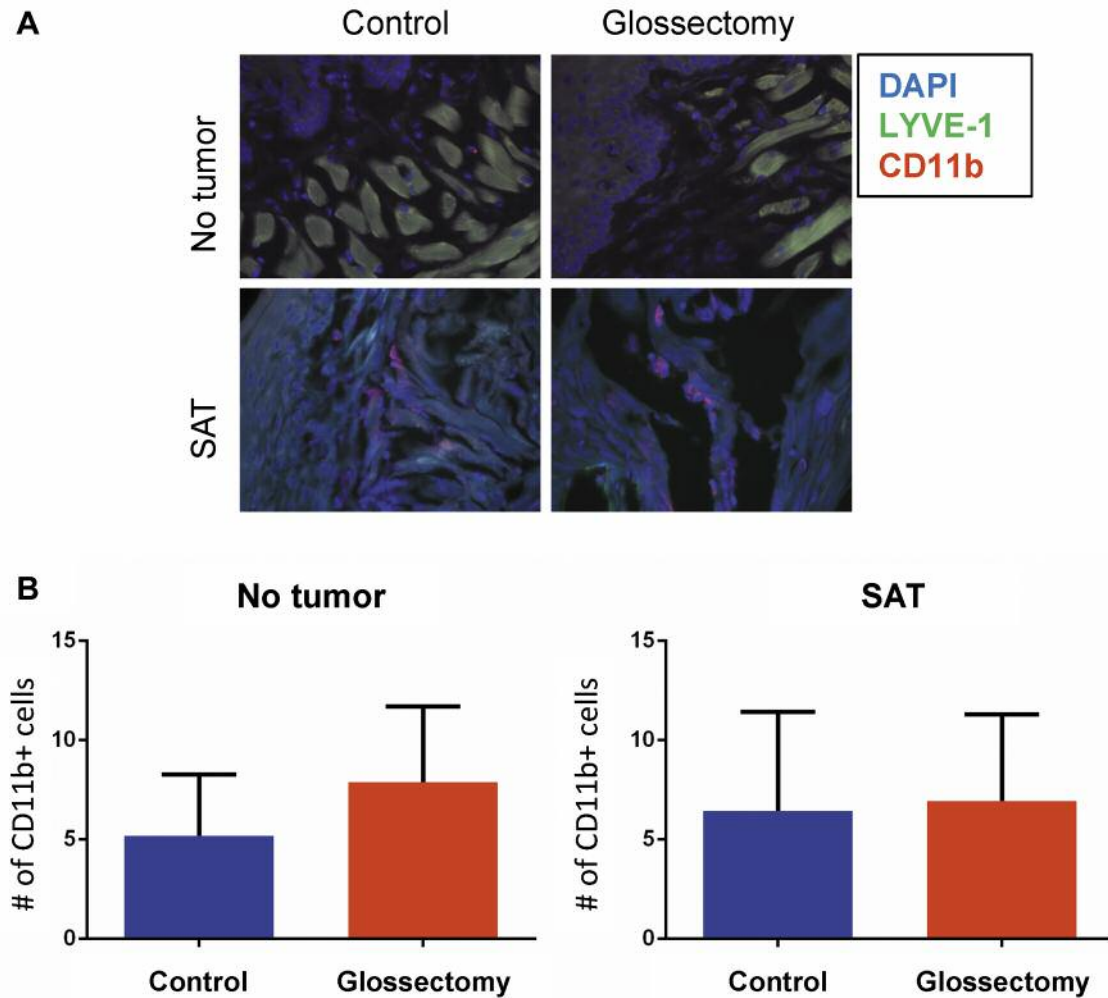 A
Control
Glossectomy
DAPI
LYVE-1
CD11b
No tumor
SAT
B
No tumor
# of CD11b+ cells
15
10
5
0
Control
Glossectomy
SAT
# of CD11b+ cells
15
10
5
0
Control
Glossectomy